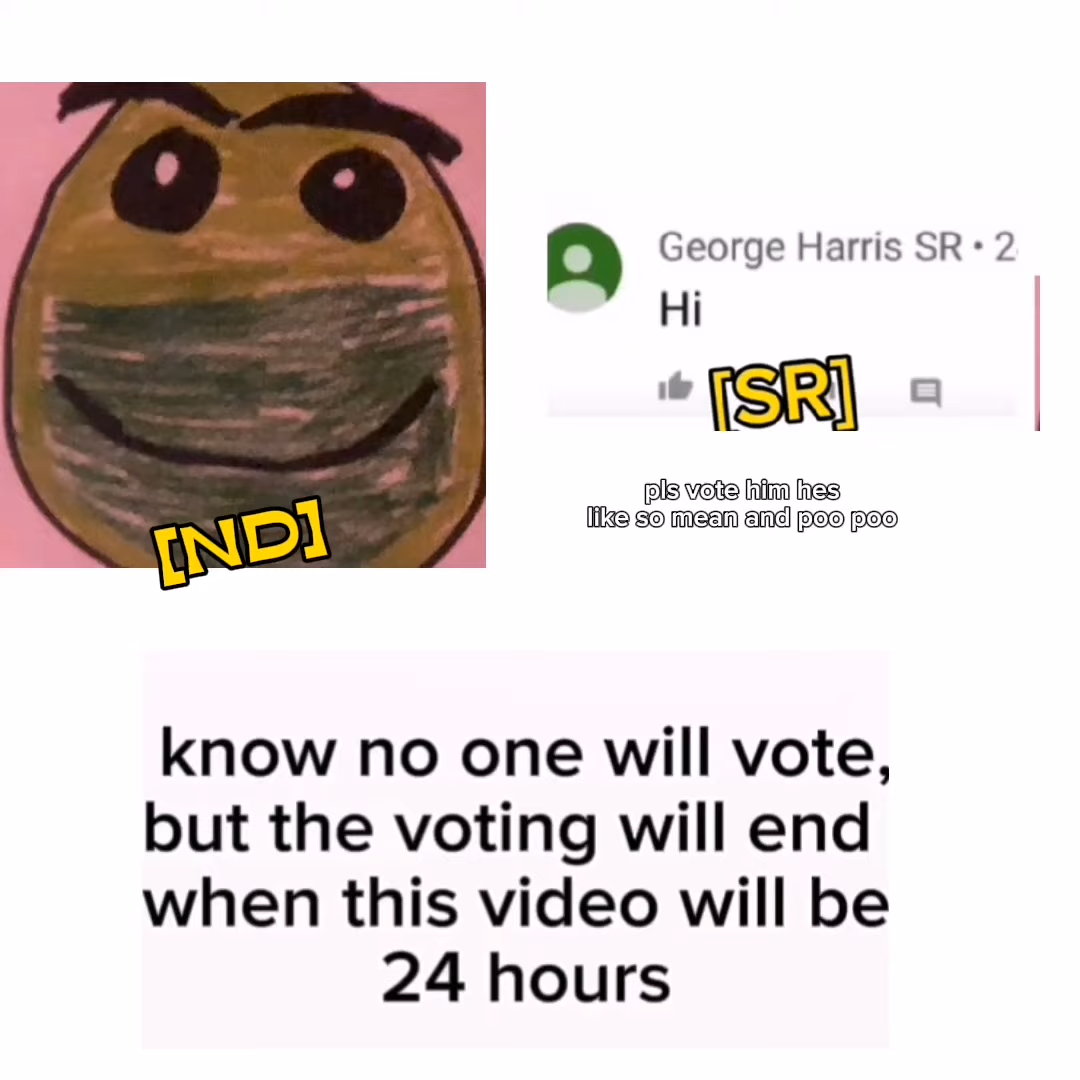 George Harris SR • 2
Hi
[SR]
pls vote him hes
like so mean and poo poo
[ND]
know no one will vote,
but the voting will end
when this video will be
24 hours